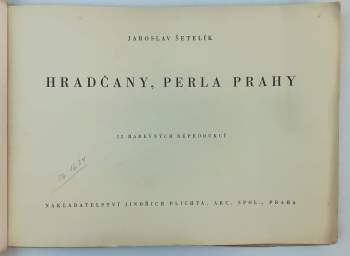 JAROSLAV ŠETELÍK
HRADČANY, PERLA PRAHY
12 BAREVNÝCH REPRODUKCÍ
NAKLADATELSTVÍ JINDŘICH PLICHTA, AKC. SPOL., PRAHA